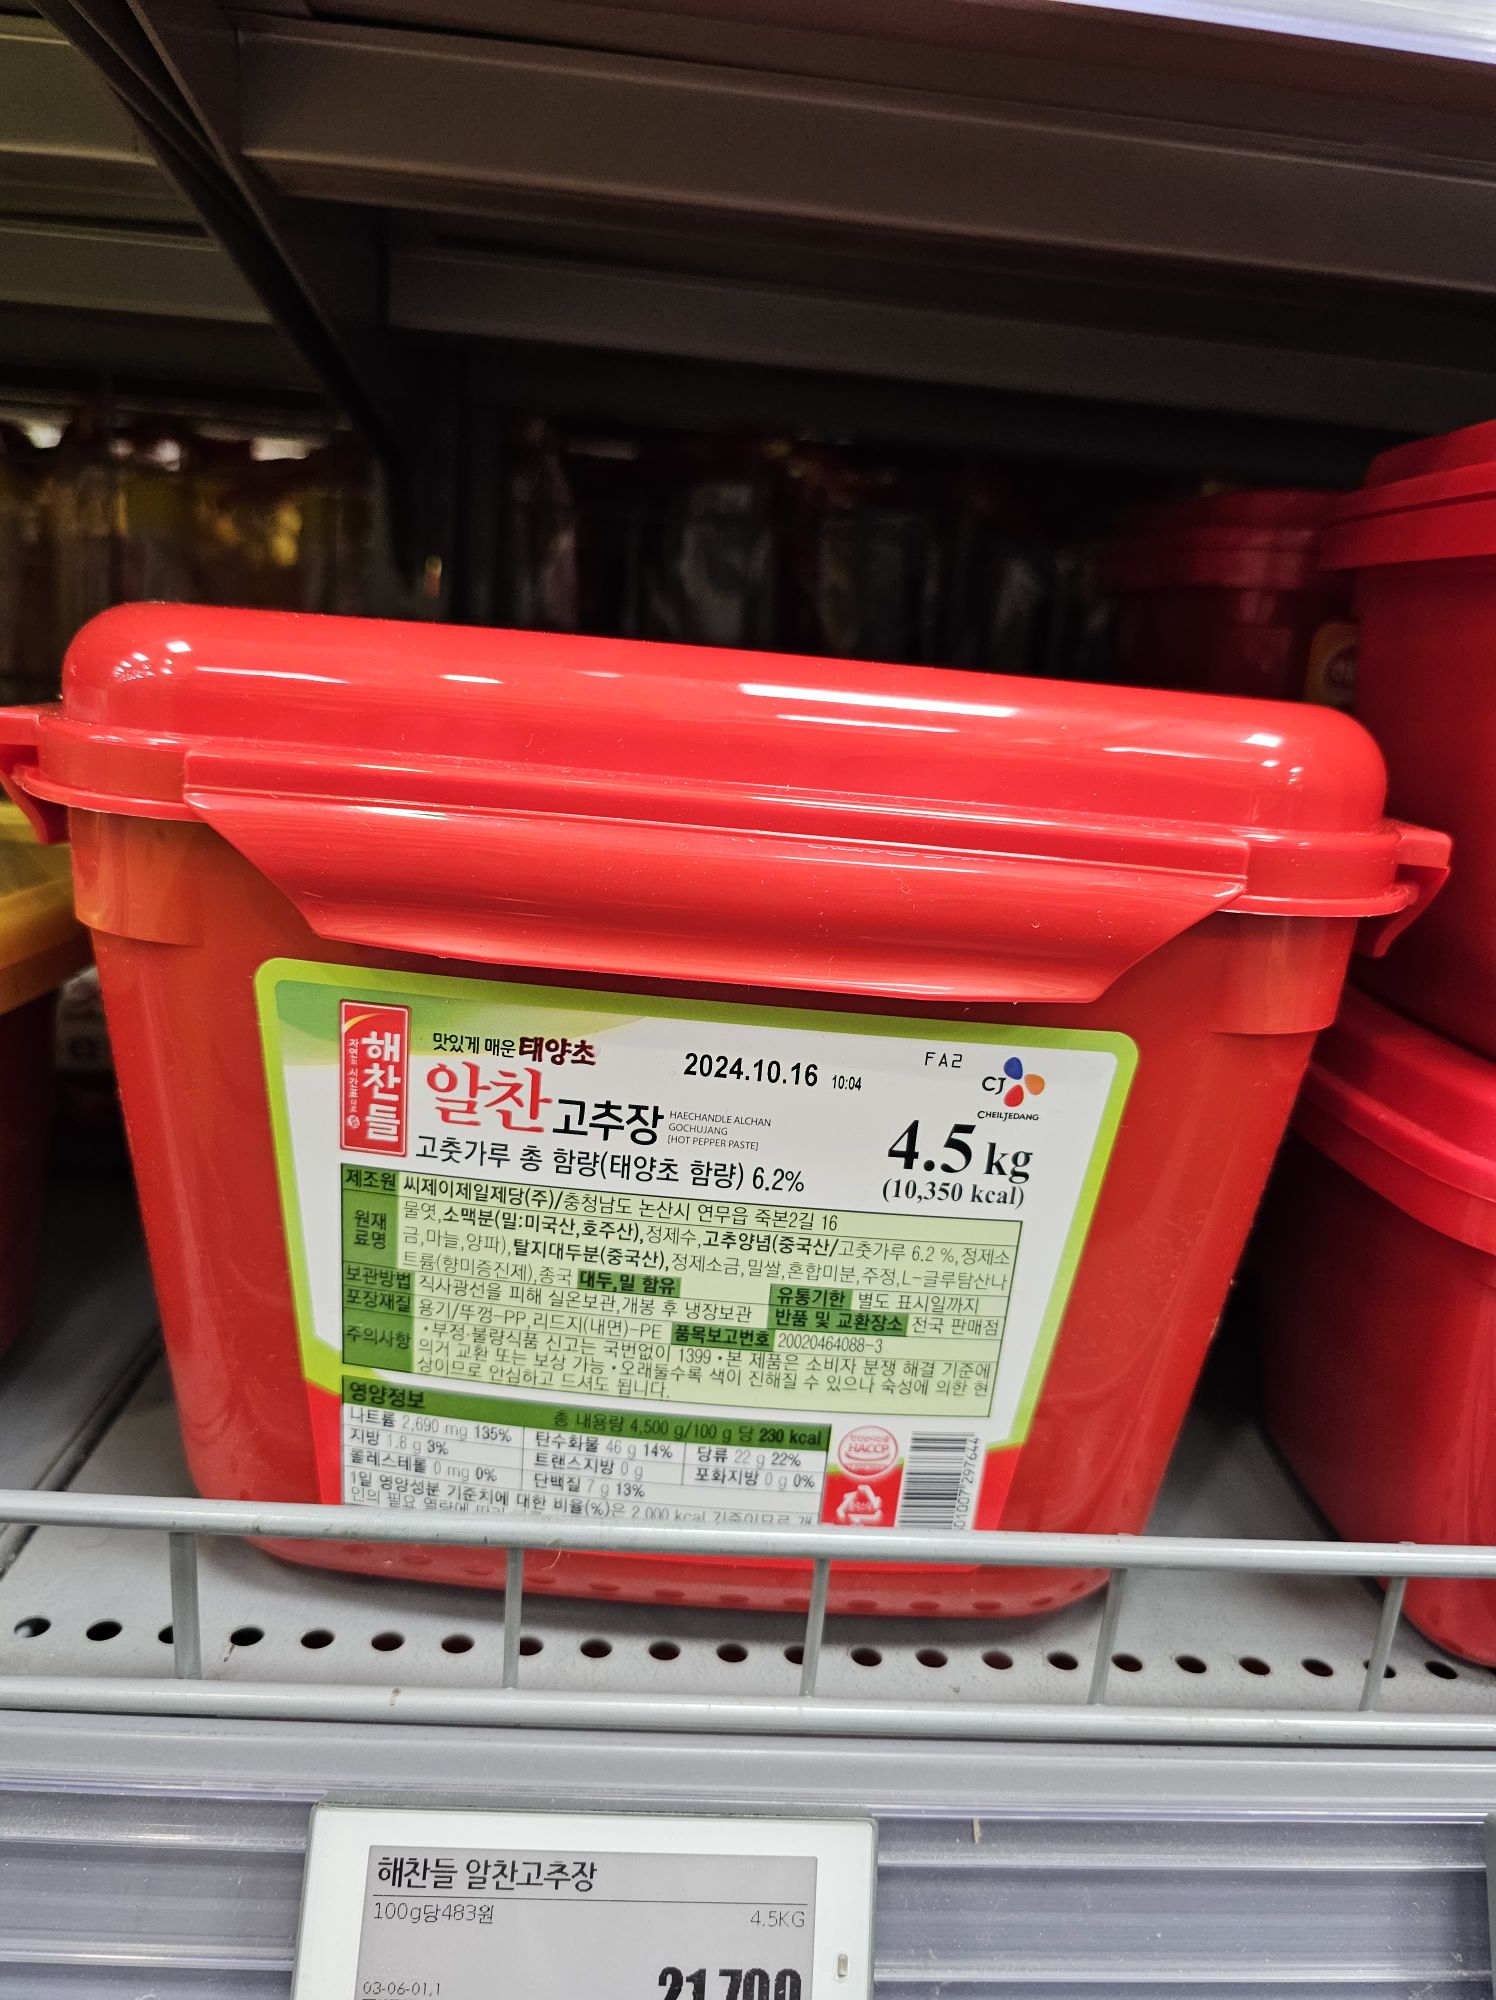 해찬들
자연의 시간표대로
맛있게 매운 태양초
알찬고추장
HAECHANDLE ALCHAN
GOCHUJANG
[HOT PEPPER PASTE]
2024.10.16 10:04
FA2
CJ
CHEILJEDANG
고춧가루 총 함량(태양초 함량) 6.2%
4.5 kg
(10,350 kcal)
제조원 씨제이제일제당(주)/충청남도 논산시 연무읍 죽본2길 16
원재료명 물엿,소맥분(밀:미국산,호주산),정제수,고추양념(중국산/고춧가루 6.2 %,정제소
금,마늘,양파),탈지대두분(중국산),정제소금,밀쌀,혼합미분,주정,L-글루탐산나
트륨(향미증진제),종국 대두,밀 함유
보관방법 직사광선을 피해 실온보관,개봉 후 냉장보관 유통기한 별도 표시일까지
포장재질 용기/뚜껑-PP,리드지(내면)-PE 품목보고번호 20020464088-3 반품 및 교환장소 전국 판매점
주의사항 •부정·불량식품 신고는 국번없이 1399 •본 제품은 소비자 분쟁 해결 기준에
의거 교환 또는 보상 가능 •오래둘수록 색이 진해질 수 있으나 숙성에 의한 현
상이므로 안심하고 드셔도 됩니다.
영양정보 총 내용량 4,500 g/100 g 당 230 kcal
나트륨 2,690 mg 135% 탄수화물 46 g 14% 당류 22 g 22%
지방 1.8 g 3% 트랜스지방 0 g 포화지방 0 g 0%
콜레스테롤 0 mg 0% 단백질 7 g 13%
1일 영양성분 기준치에 대한 비율(%)은 2,000 kcal 기준이므로 개
인의 필요 열량에 따라
HACCP
해찬들 알찬고추장
100g당483원 4.5KG
03-06-01,1
21,700